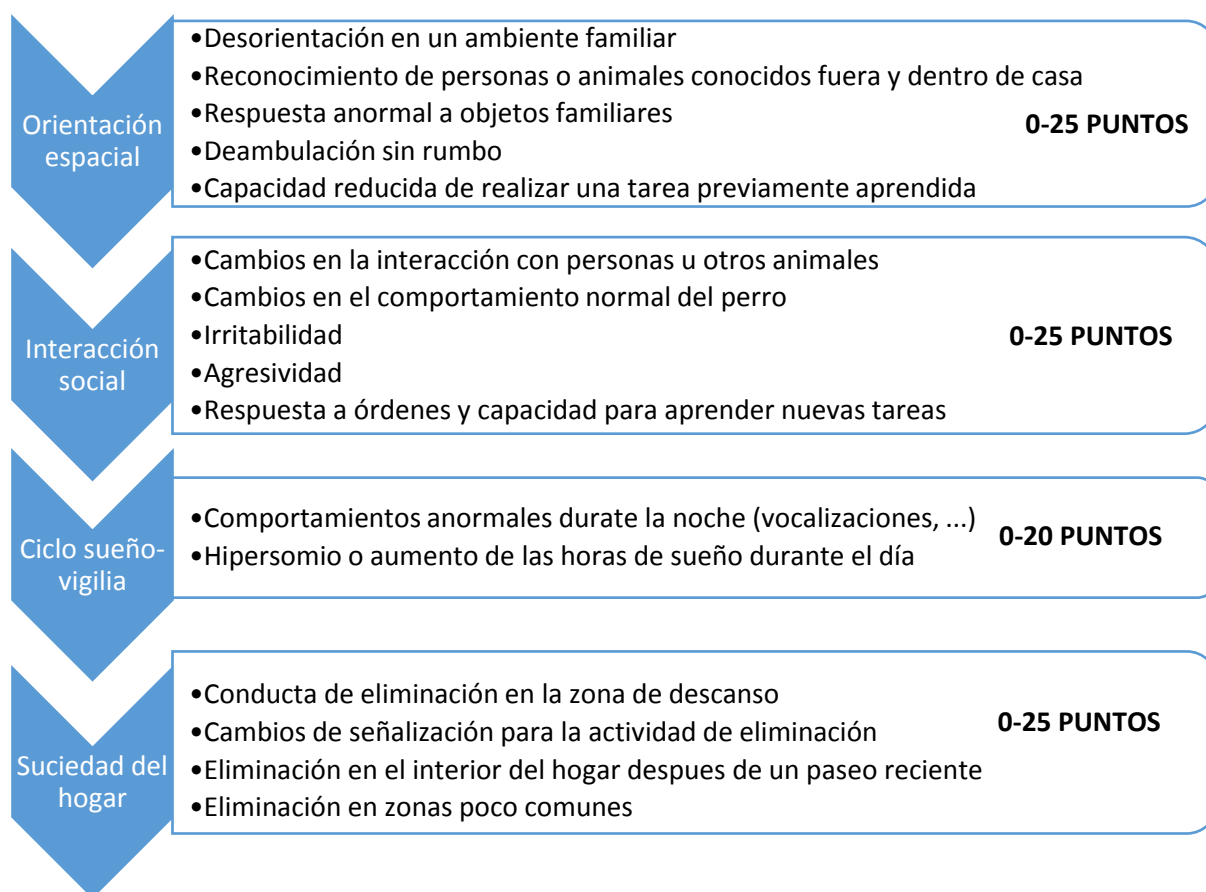 Orientación
espacial
•Desorientación en un ambiente familiar
•Reconocimiento de personas o animales conocidos fuera y dentro de casa
•Respuesta anormal a objetos familiares
•Deambulación sin rumbo
•Capacidad reducida de realizar una tarea previamente aprendida
0-25 PUNTOS
Interacción
social
•Cambios en la interacción con personas u otros animales
•Cambios en el comportamiento normal del perro
•Irritabilidad
•Agresividad
•Respuesta a órdenes y capacidad para aprender nuevas tareas
0-25 PUNTOS
Ciclo sueño-
vigilia
•Comportamientos anormales durate la noche (vocalizaciones, ...)
•Hipersomio o aumento de las horas de sueño durante el día
0-20 PUNTOS
Suciedad del
hogar
•Conducta de eliminación en la zona de descanso
•Cambios de señalización para la actividad de eliminación
•Eliminación en el interior del hogar despues de un paseo reciente
•Eliminación en zonas poco comunes
0-25 PUNTOS